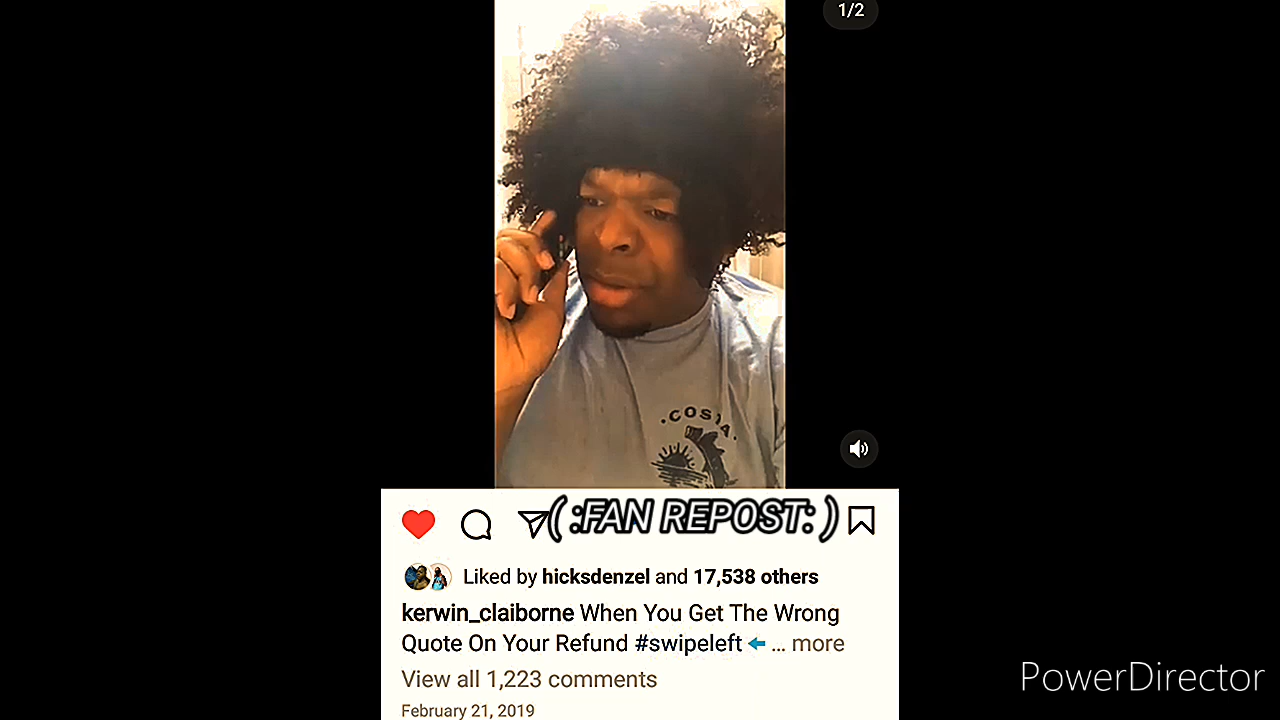 1/2
·COSTA·
(:FAN REPOST:)
Liked by hicksdenzel and 17,538 others
kerwin_claiborne When You Get The Wrong
Quote On Your Refund #swipeleft ... more
View all 1,223 comments
February 21, 2019
PowerDirector